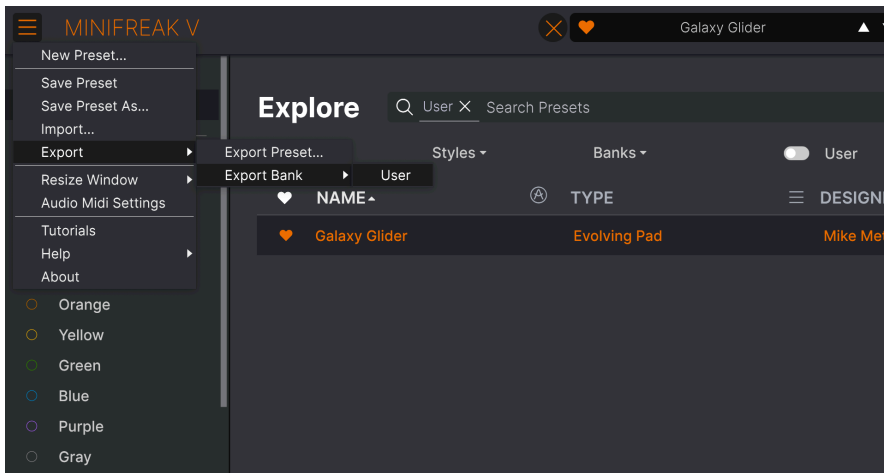 MINIFREAK V
Galaxy Glider
New Preset...
Save Preset
Save Preset As...
Import...
Export
Resize Window
Audio Midi Settings
Tutorials
Help
About
Export Preset...
Export Bank
User
Explore
User
Search Presets
Styles
Banks
User
NAME
TYPE
DESIGN
Galaxy Glider
Evolving Pad
Mike Met
Orange
Yellow
Green
Blue
Purple
Gray